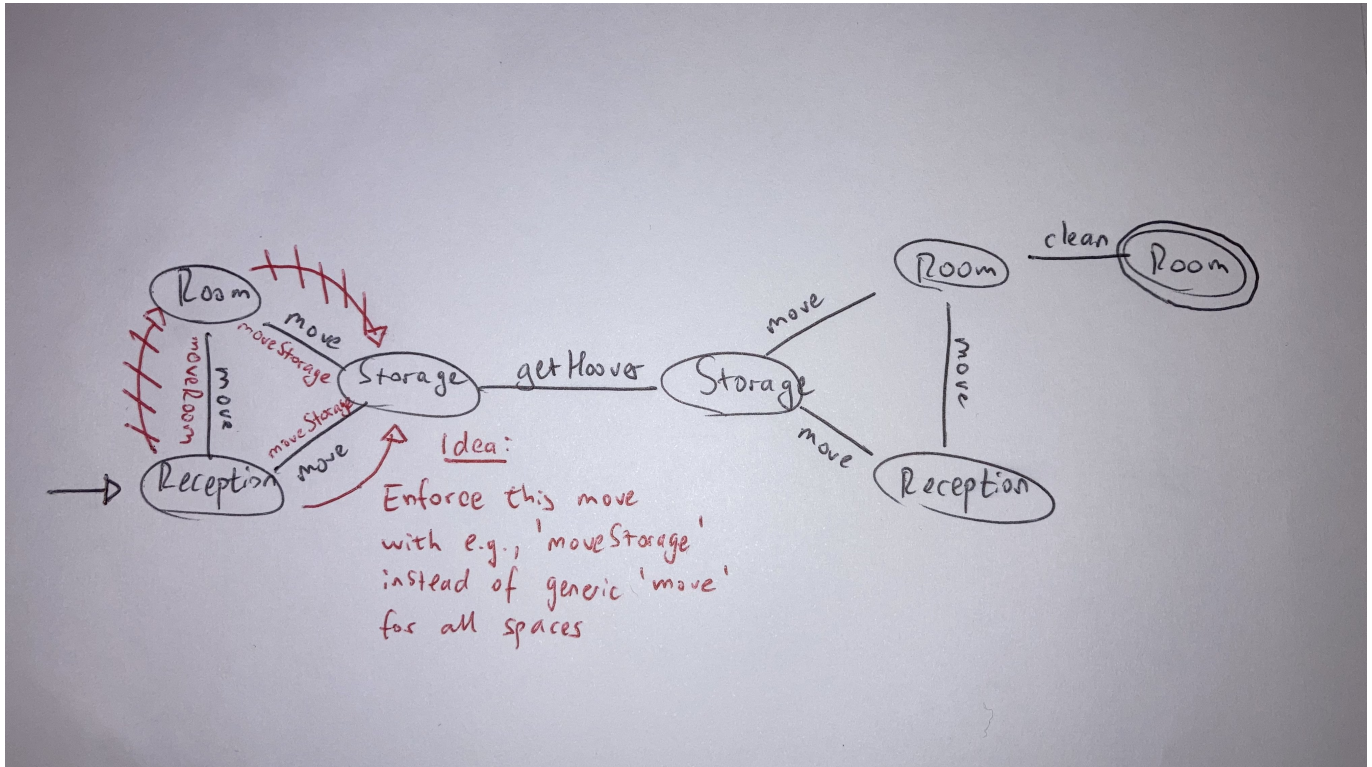 clean
Room
Room
Room
move
move
moveStorage
Storage
getHoover
Storage
move
moveRoom
move
moveStorage
move
move
Reception
Reception
Idea:
Enforce this move
with e.g., 'moveStorage'
instead of generic 'move'
for all spaces